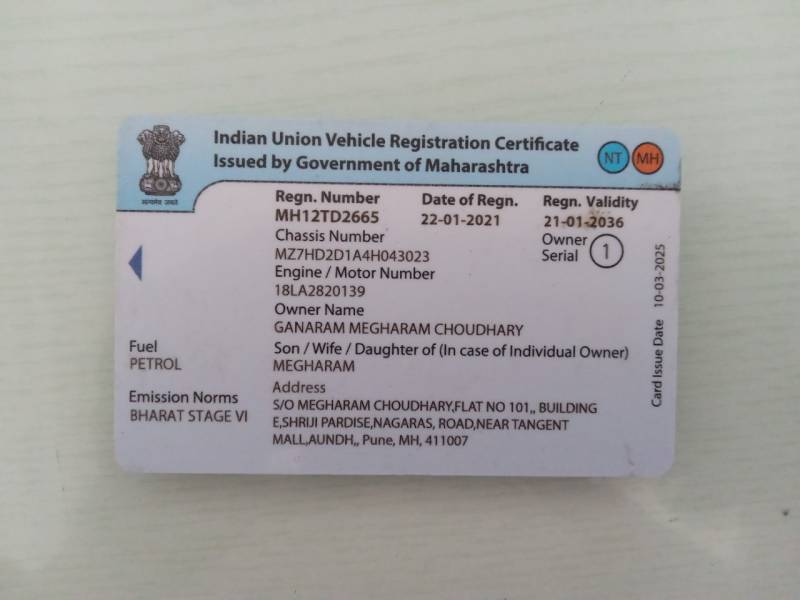 Indian Union Vehicle Registration Certificate
Issued by Government of Maharashtra
NT MH
सत्यमेव जयते
Regn. Number Date of Regn. Regn. Validity
MH12TD2665 22-01-2021 21-01-2036
Chassis Number
MZ7HD2D1A4H043023
Owner Serial 1
Engine / Motor Number
18LA2820139
Owner Name
GANARAM MEGHARAM CHOUDHARY
Fuel
PETROL
Son / Wife / Daughter of (In case of Individual Owner)
MEGHARAM
Emission Norms
BHARAT STAGE VI
Address
S/O MEGHARAM CHOUDHARY,FLAT NO 101,, BUILDING
E,SHRIJI PARDISE,NAGARAS, ROAD,NEAR TANGENT
MALL,AUNDH,, Pune, MH, 411007
Card Issue Date 10-03-2025